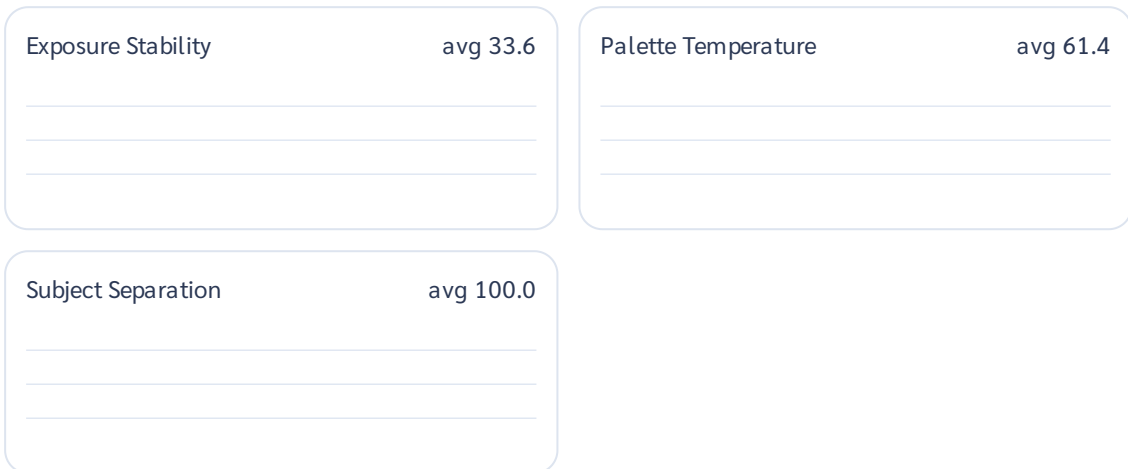 Exposure Stability avg 33.6
Palette Temperature avg 61.4
Subject Separation avg 100.0